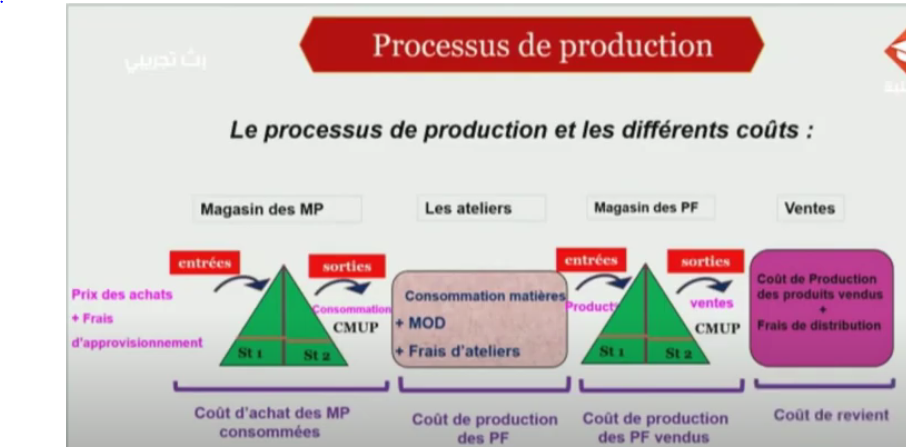 Processus de production
Le processus de production et les différents coûts :
Magasin des MP
Les ateliers
Magasin des PF
Ventes
entrées
sorties
entrées
sorties
Prix des achats
+ Frais
d'approvisionnement
Consommation
CMUP
St 1
St 2
Consommation matières
+ MOD
+ Frais d'ateliers
ventes
CMUP
St 1
St 2
Coût de Production
des produits vendus
+
Frais de distribution
Coût d'achat des MP
consommées
Coût de production
des PF
Coût de production
des PF vendus
Coût de revient